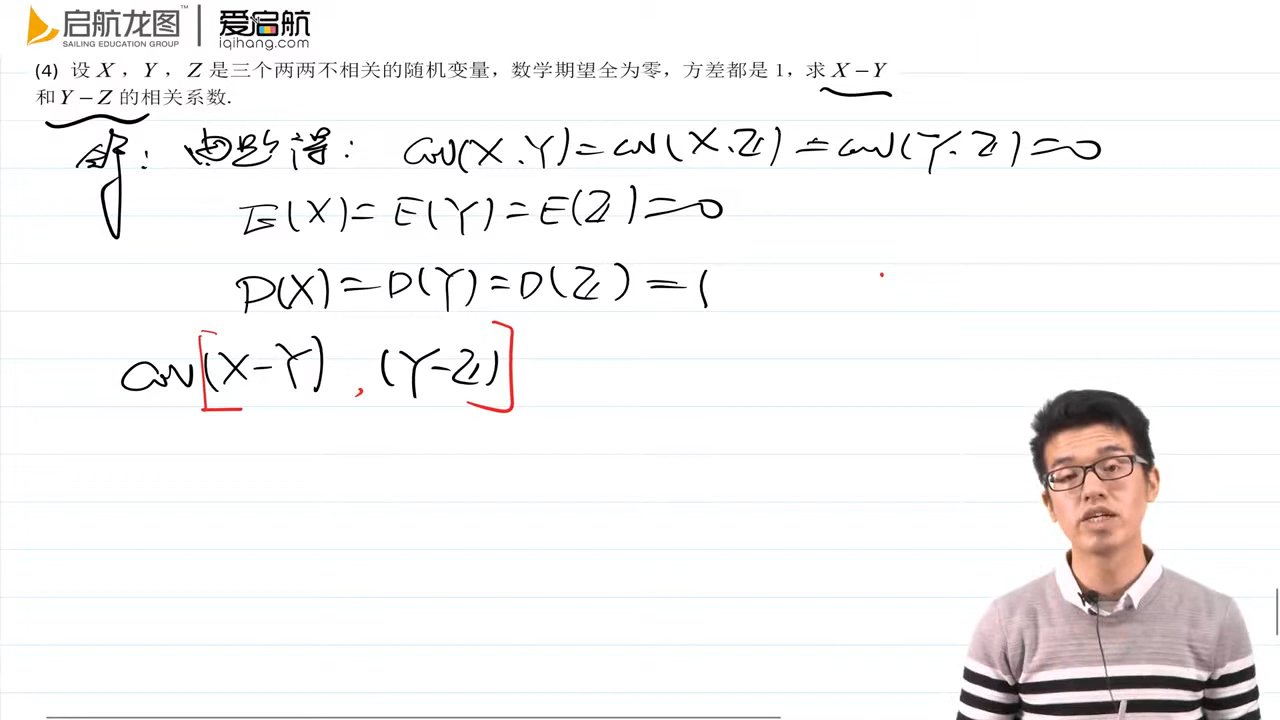 启航龙图 爱启航
SAILING EDUCATION GROUP iqihang.com
(4) 设 X , Y , Z 是三个两两不相关的随机变量,数学期望全为零,方差都是 1,求 X－Y
和 Y－Z 的相关系数.
解: 由题得: cov(X,Y)=cov(X,Z)=cov(Y,Z)=0
E(X)=E(Y)=E(Z)=0
D(X)=D(Y)=D(Z)=1
cov[(X-Y),(Y-Z)]